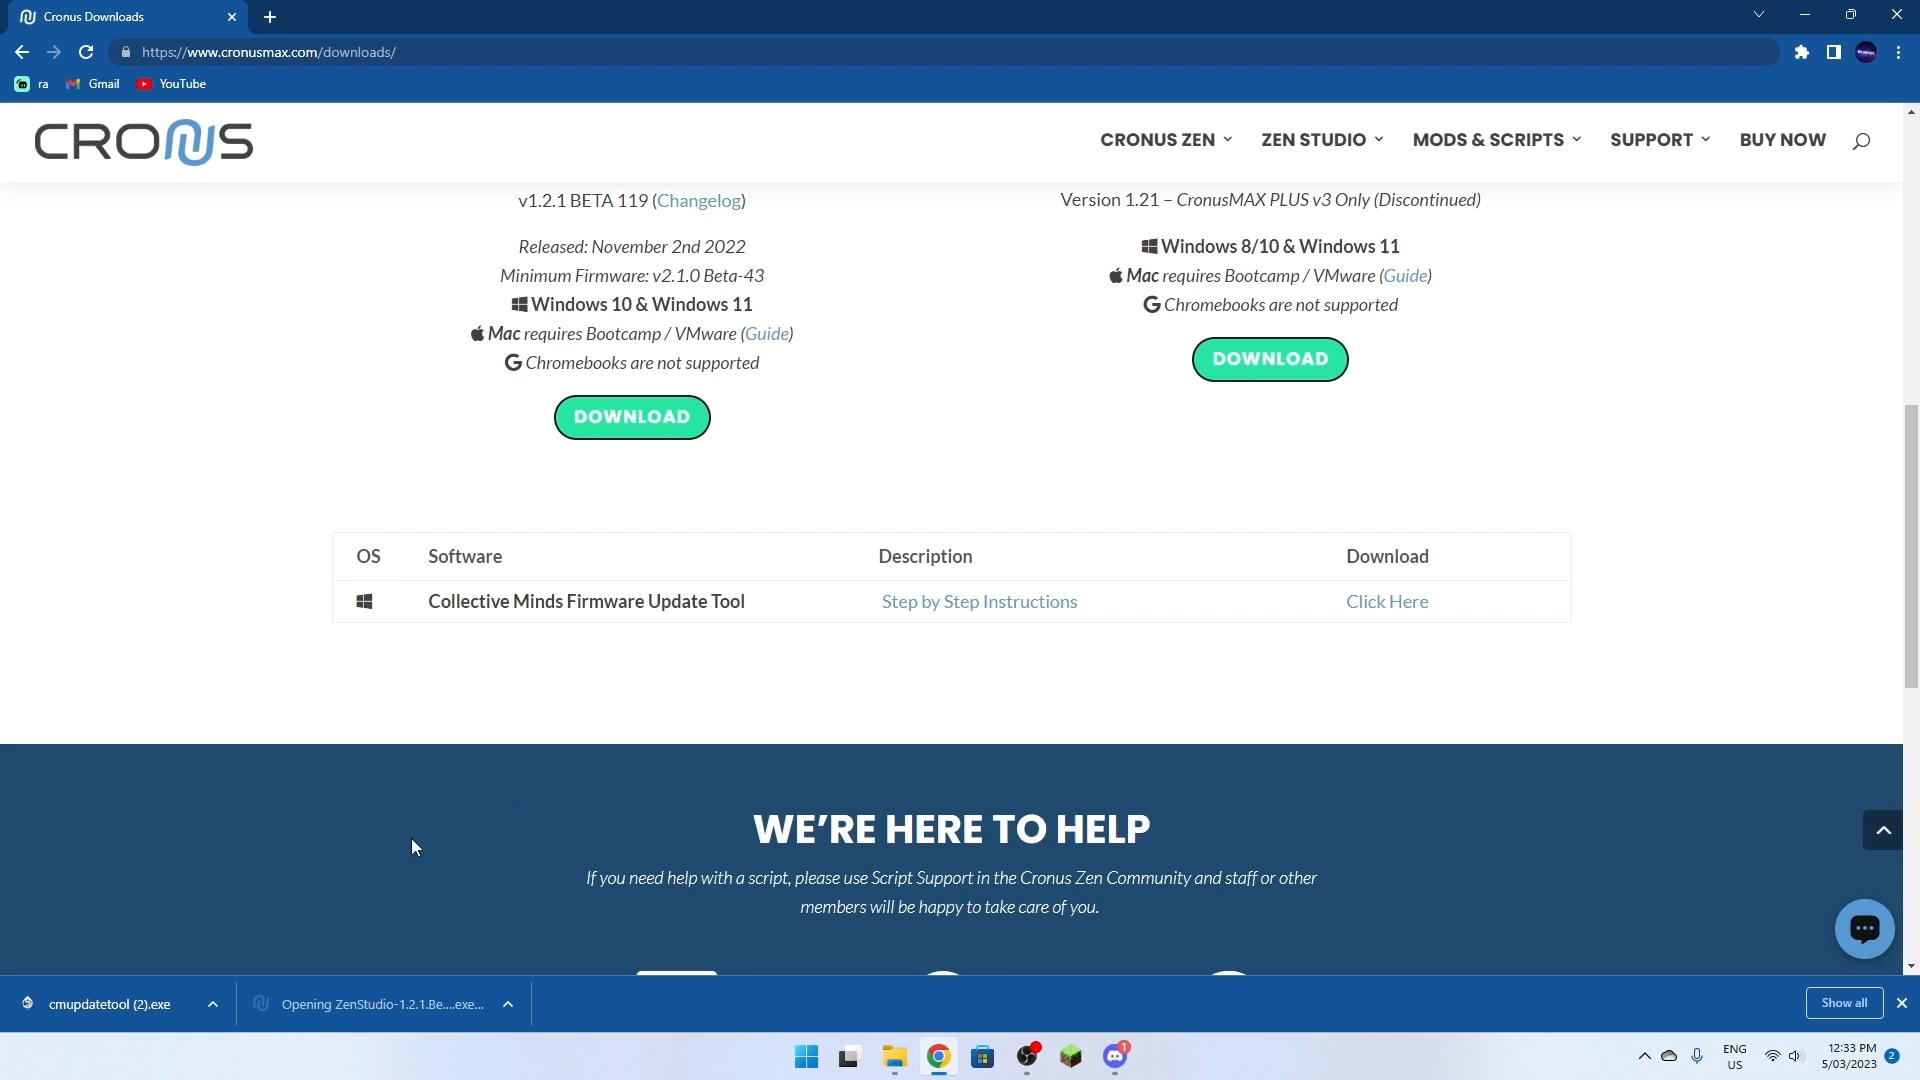 Cronus Downloads
https://www.cronusmax.com/downloads/
ra Gmail YouTube
CRONUS
CRONUS ZEN ZEN STUDIO MODS & SCRIPTS SUPPORT BUY NOW
v1.2.1 BETA 119 (Changelog)
Released: November 2nd 2022
Minimum Firmware: v2.1.0 Beta-43
Windows 10 & Windows 11
Mac requires Bootcamp / VMware (Guide)
Chromebooks are not supported
DOWNLOAD
Version 1.21 – CronusMAX PLUS v3 Only (Discontinued)
Windows 8/10 & Windows 11
Mac requires Bootcamp / VMware (Guide)
Chromebooks are not supported
DOWNLOAD
OS Software Description Download
Collective Minds Firmware Update Tool Step by Step Instructions Click Here
WE’RE HERE TO HELP
If you need help with a script, please use Script Support in the Cronus Zen Community and staff or other
members will be happy to take care of you.
cmupdatetool (2).exe Opening ZenStudio-1.2.1.Be....exe... Show all
1
ENG
US
12:33 PM
5/03/2023
2